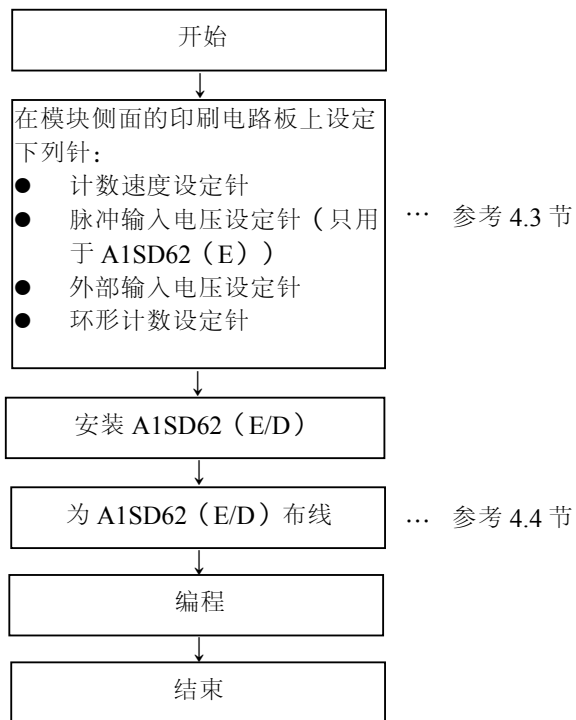 开始
在模块侧面的印刷电路板上设定
下列针：
● 计数速度设定针
● 脉冲输入电压设定针（只用
于 A1SD62（E））
● 外部输入电压设定针
● 环形计数设定针
… 参考 4.3 节
安装 A1SD62（E/D）
为 A1SD62（E/D）布线
… 参考 4.4 节
编程
结束